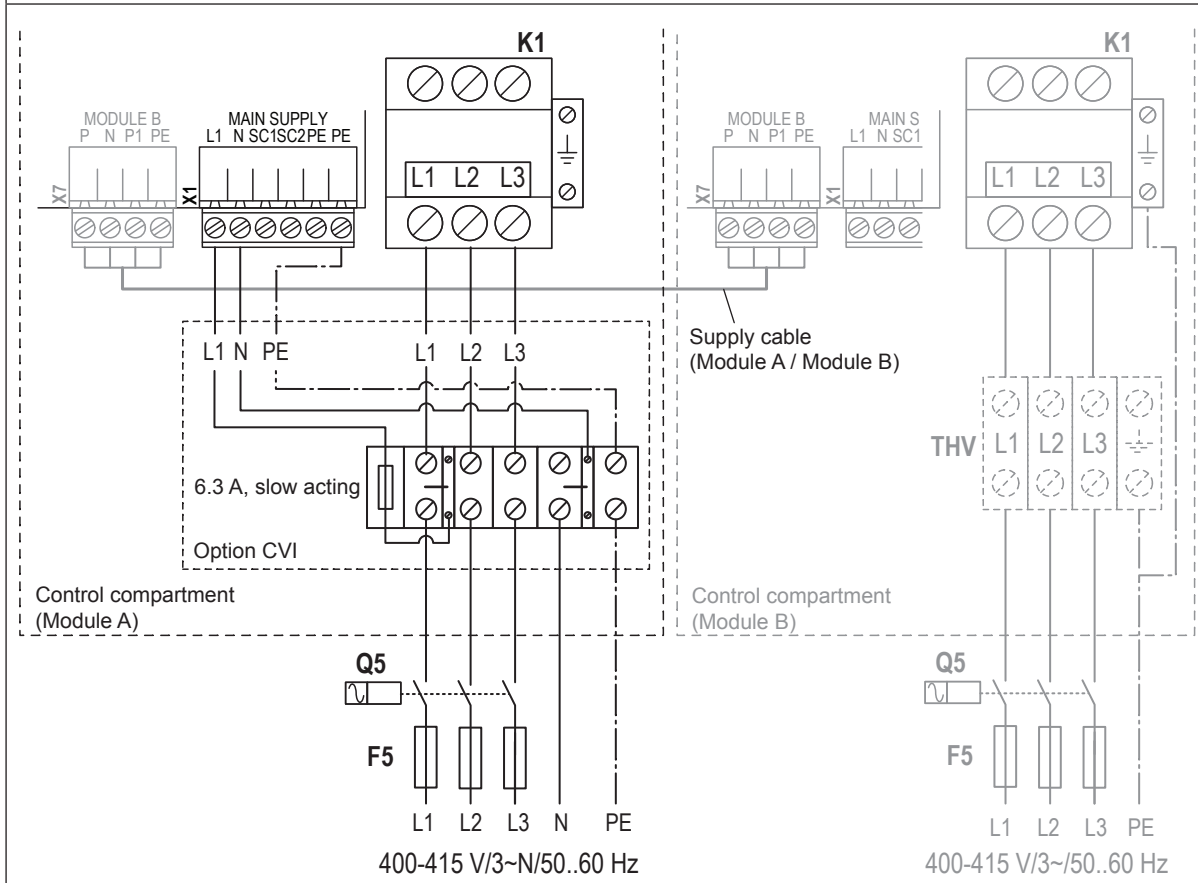 K1
MODULE B
P N P1 PE
MAIN SUPPLY
L1 N SC1SC2PE PE
X7
X1
L1 L2 L3
K1
MODULE B
P N P1 PE
MAIN S
L1 N SC1
X7
X1
L1 L2 L3
Supply cable
(Module A / Module B)
L1 N PE
L1 L2 L3
6.3 A, slow acting
Option CVI
Control compartment
(Module A)
THV
L1 L2 L3
Control compartment
(Module B)
Q5
F5
L1 L2 L3 N PE
400-415 V/3~N/50..60 Hz
Q5
F5
L1 L2 L3 PE
400-415 V/3~/50..60 Hz